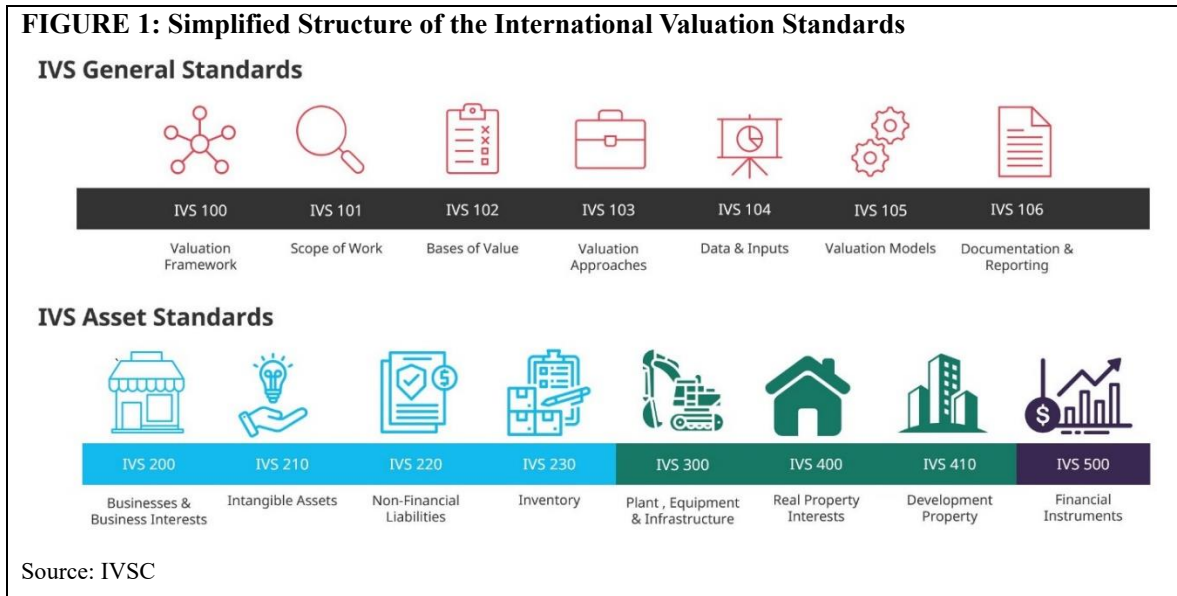 FIGURE 1: Simplified Structure of the International Valuation Standards
IVS General Standards
IVS 100 IVS 101 IVS 102 IVS 103 IVS 104 IVS 105 IVS 106
Valuation Framework Scope of Work Bases of Value Valuation Approaches Data & Inputs Valuation Models Documentation & Reporting
IVS Asset Standards
IVS 200 IVS 210 IVS 220 IVS 230 IVS 300 IVS 400 IVS 410 IVS 500
Businesses & Business Interests Intangible Assets Non-Financial Liabilities Inventory Plant , Equipment & Infrastructure Real Property Interests Development Property Financial Instruments
Source: IVSC